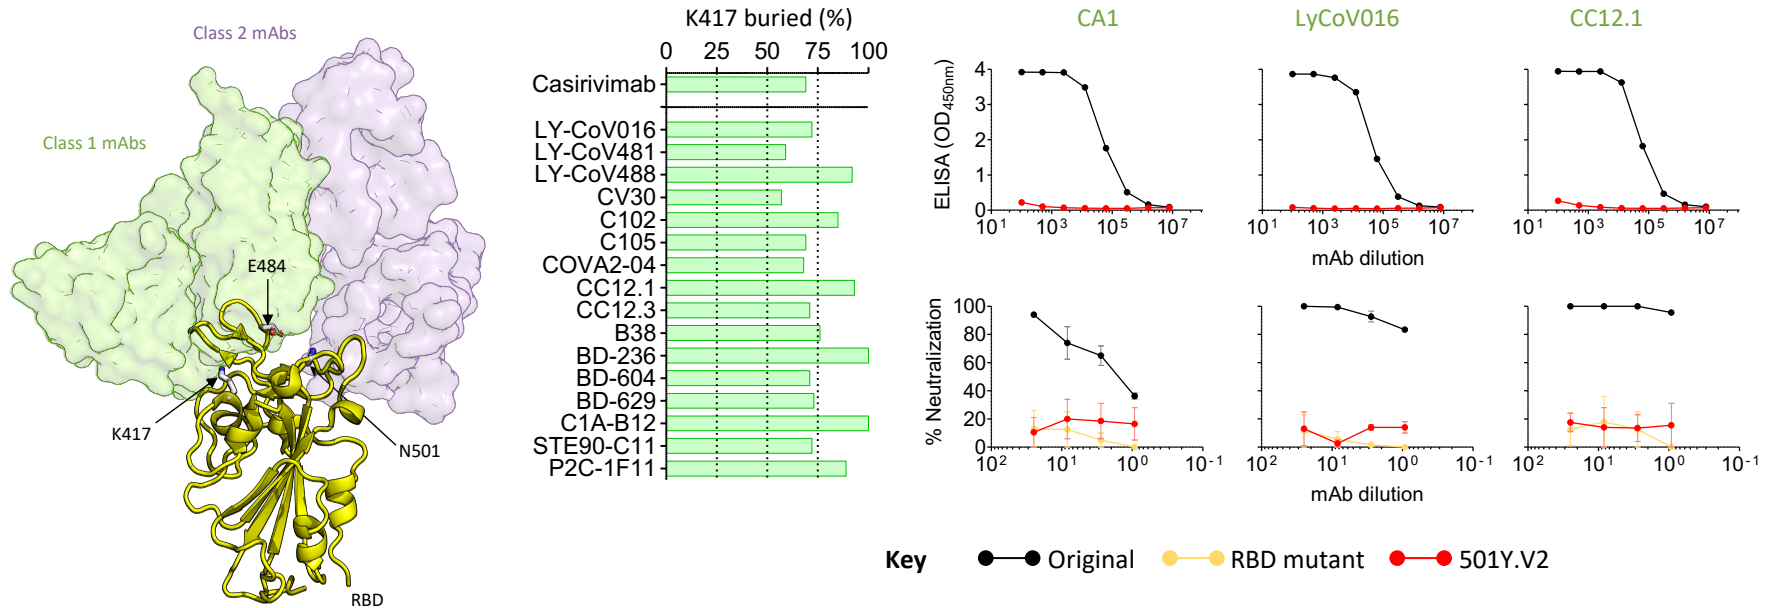 Class 2 mAbs
Class 1 mAbs
E484
K417
N501
RBD
K417 buried (%)
0 25 50 75 100
Casirivimab
LY-CoV016
LY-CoV481
LY-CoV488
CV30
C102
C105
COVA2-04
CC12.1
CC12.3
B38
BD-236
BD-604
BD-629
C1A-B12
STE90-C11
P2C-1F11
CA1 LyCoV016 CC12.1
ELISA (OD450nm)
4
3
2
1
0
10¹ 10³ 10⁵ 10⁷
10¹ 10³ 10⁵ 10⁷
10¹ 10³ 10⁵ 10⁷
mAb dilution
% Neutralization
100
80
60
40
20
0
10² 10¹ 10⁰ 10⁻¹
10² 10¹ 10⁰ 10⁻¹
10² 10¹ 10⁰ 10⁻¹
mAb dilution
Key Original RBD mutant 501Y.V2